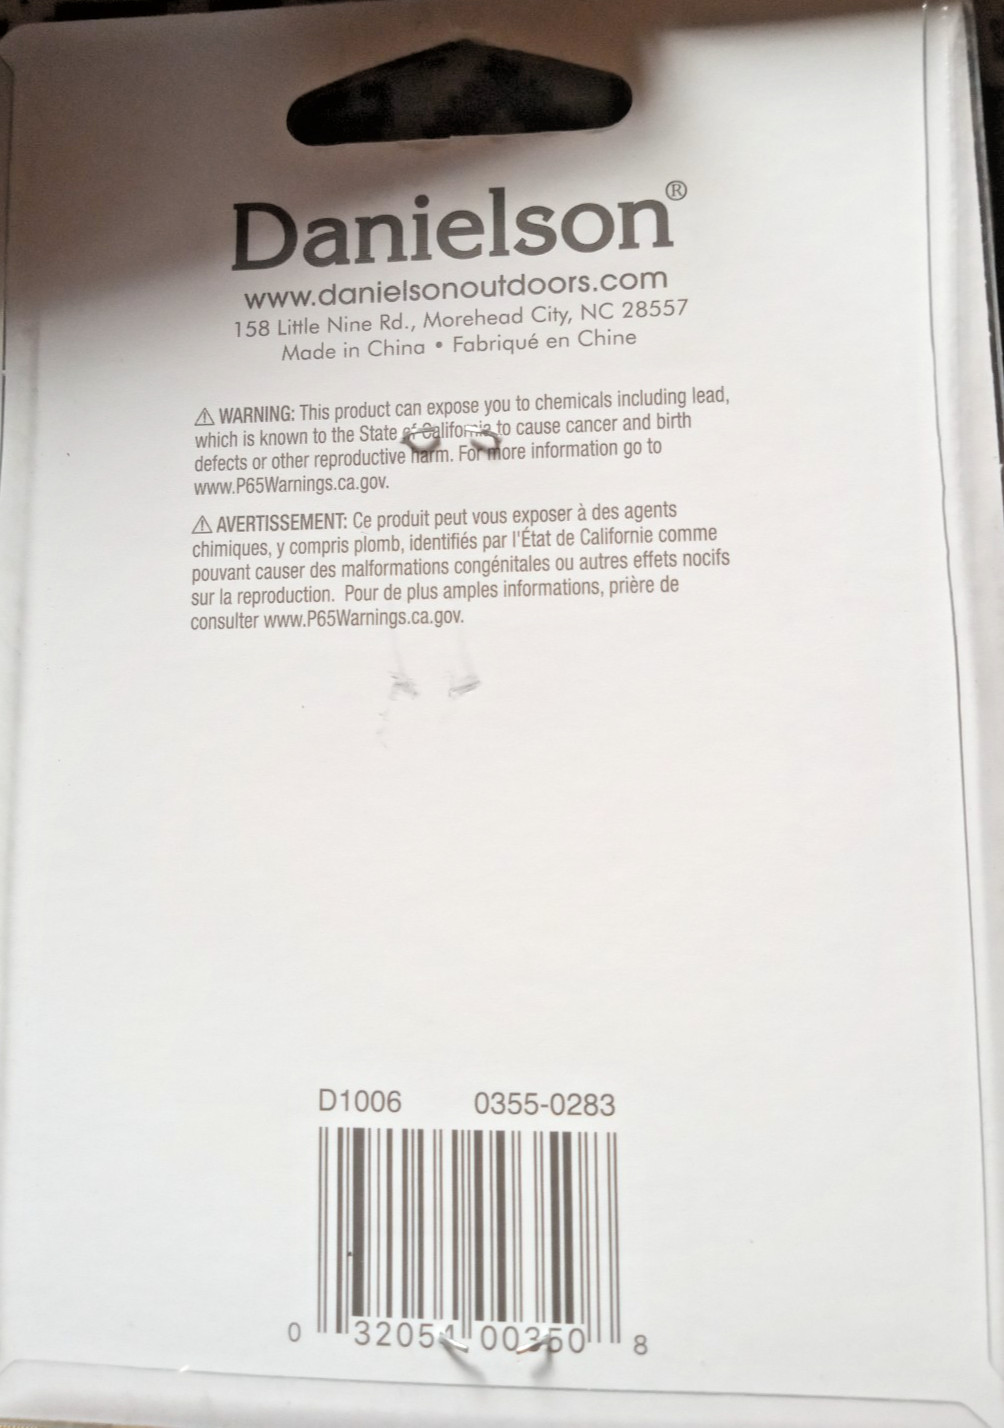 Danielson®
www.danielsonoutdoors.com
158 Little Nine Rd., Morehead City, NC 28557
Made in China • Fabriqué en Chine
⚠ WARNING: This product can expose you to chemicals including lead,
which is known to the State of California to cause cancer and birth
defects or other reproductive harm. For more information go to
www.P65Warnings.ca.gov.
⚠ AVERTISSEMENT: Ce produit peut vous exposer à des agents
chimiques, y compris plomb, identifiés par l'État de Californie comme
pouvant causer des malformations congénitales ou autres effets nocifs
sur la reproduction. Pour de plus amples informations, prière de
consulter www.P65Warnings.ca.gov.
D1006 0355-0283
0 32051 00350 8